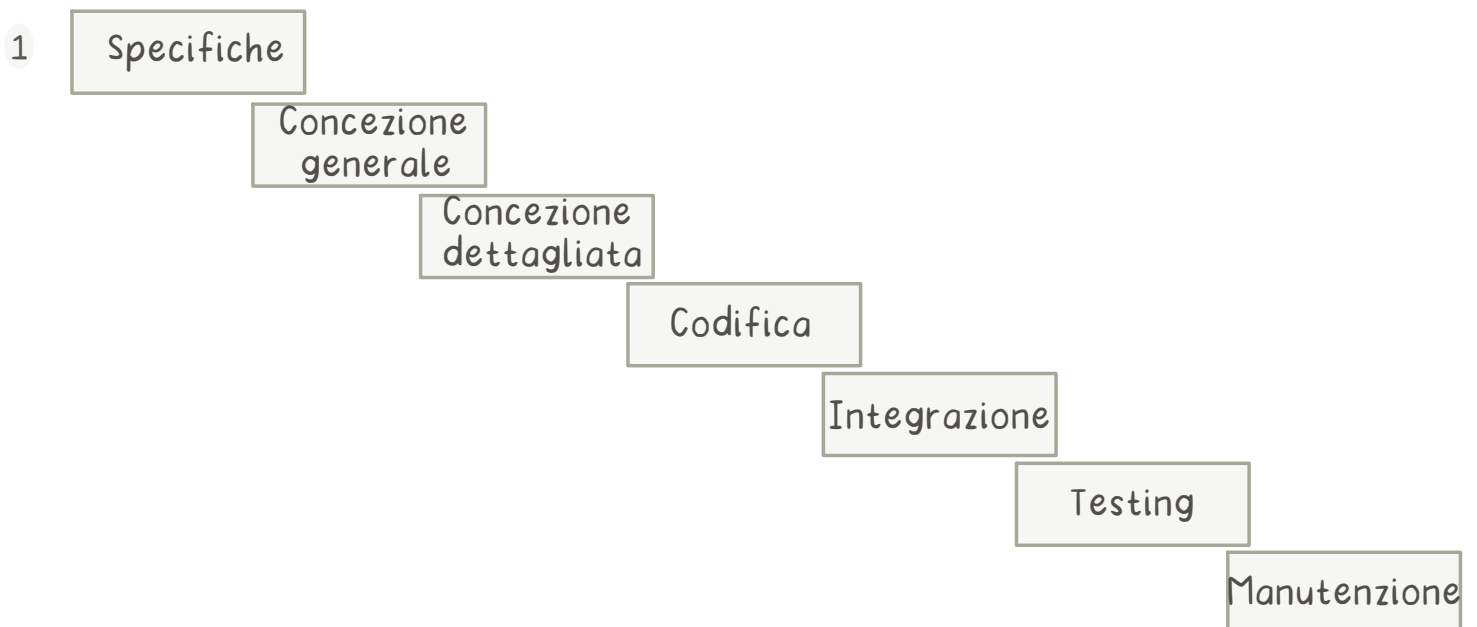 1
Specifiche
Concezione
generale
Concezione
dettagliata
Codifica
Integrazione
Testing
Manutenzione